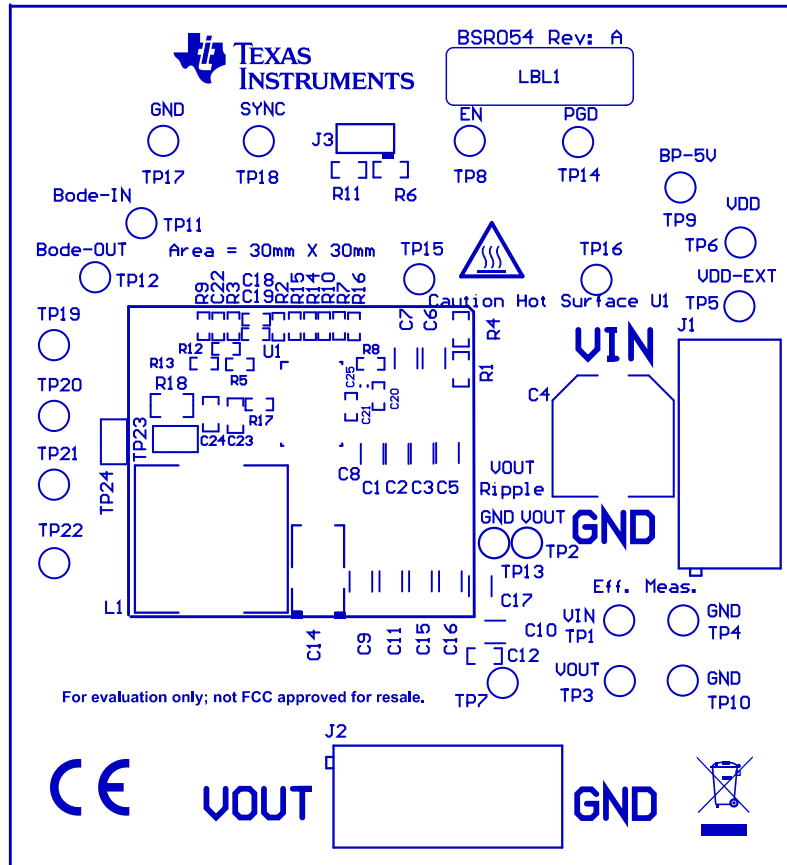 BSR054 Rev: A
TEXAS
INSTRUMENTS
LBL1
GND
SYNC
EN
PGD
J3
TP17
TP18
R11
R6
TP8
TP14
BP-5V
TP9
VDD
TP6
Bode-IN
TP11
Bode-OUT
TP12
Area = 30mm X 30mm
TP15
TP16
VDD-EXT
TP5
Caution Hot Surface U1
J1
TP19
R9
C22
R3
C18
C19
R2
R15
R14
R10
R7
R16
C7
C6
R4
VIN
R12
U1
R13
R5
R8
R1
TP20
R18
C25
C20
C21
C4
R17
TP23
C24
C23
TP21
TP24
C8
C1
C2
C3
C5
VOUT
Ripple
GND
VOUT
GND
TP22
TP13
TP2
L1
C17
Eff. Meas.
VIN
TP1
GND
TP4
C14
C9
C11
C15
C16
C10
C12
VOUT
TP3
GND
TP10
TP7
For evaluation only; not FCC approved for resale.
J2
CE
VOUT
GND